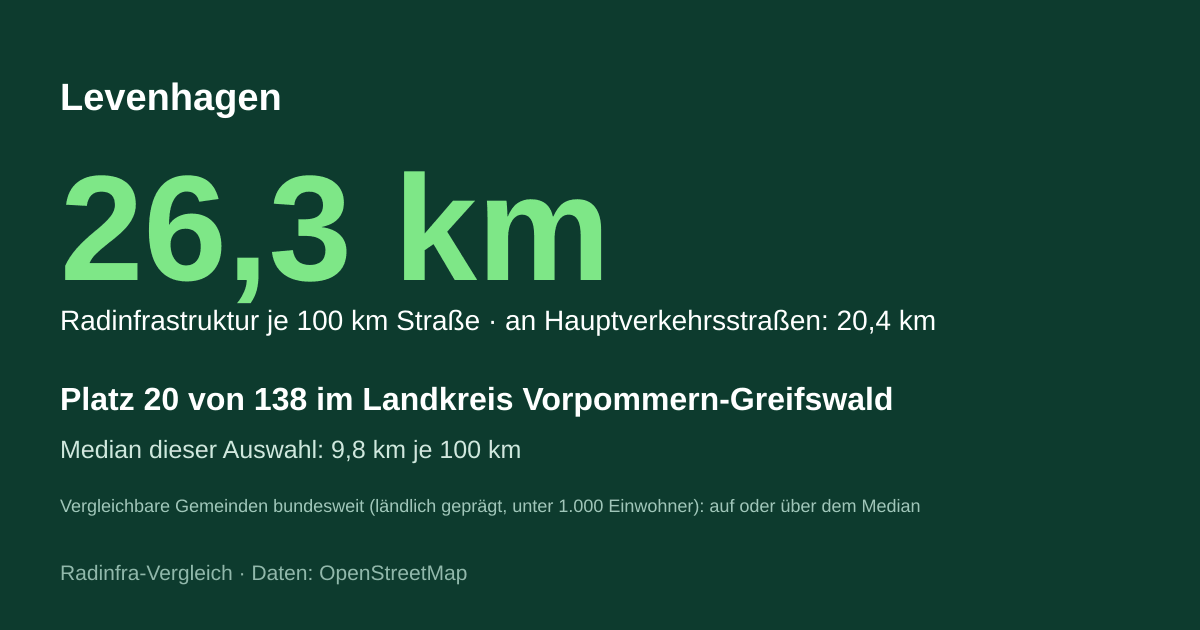 Levenhagen
26,3 km
Radinfrastruktur je 100 km Straße · an Hauptverkehrsstraßen: 20,4 km
Platz 20 von 138 im Landkreis Vorpommern-Greifswald
Median dieser Auswahl: 9,8 km je 100 km
Vergleichbare Gemeinden bundesweit (ländlich geprägt, unter 1.000 Einwohner): auf oder über dem Median
Radinfra-Vergleich · Daten: OpenStreetMap